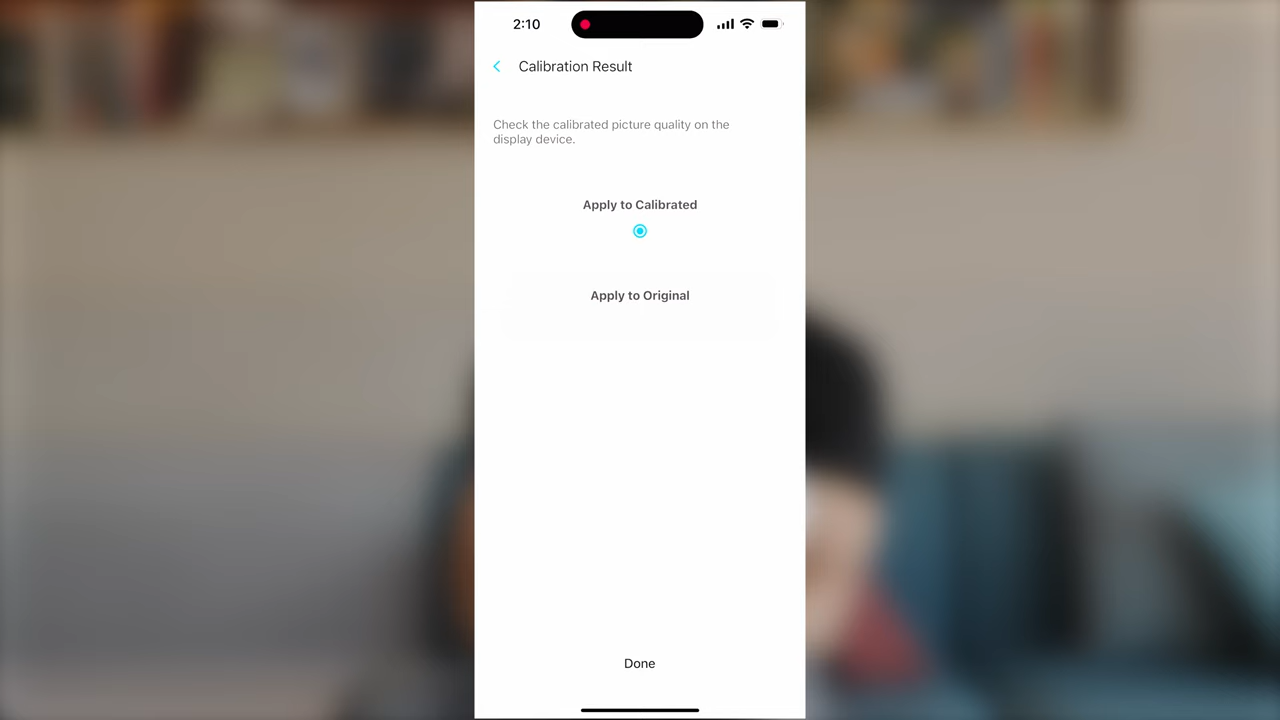 2:10
Calibration Result
Check the calibrated picture quality on the
display device.
Apply to Calibrated
Apply to Original
Done